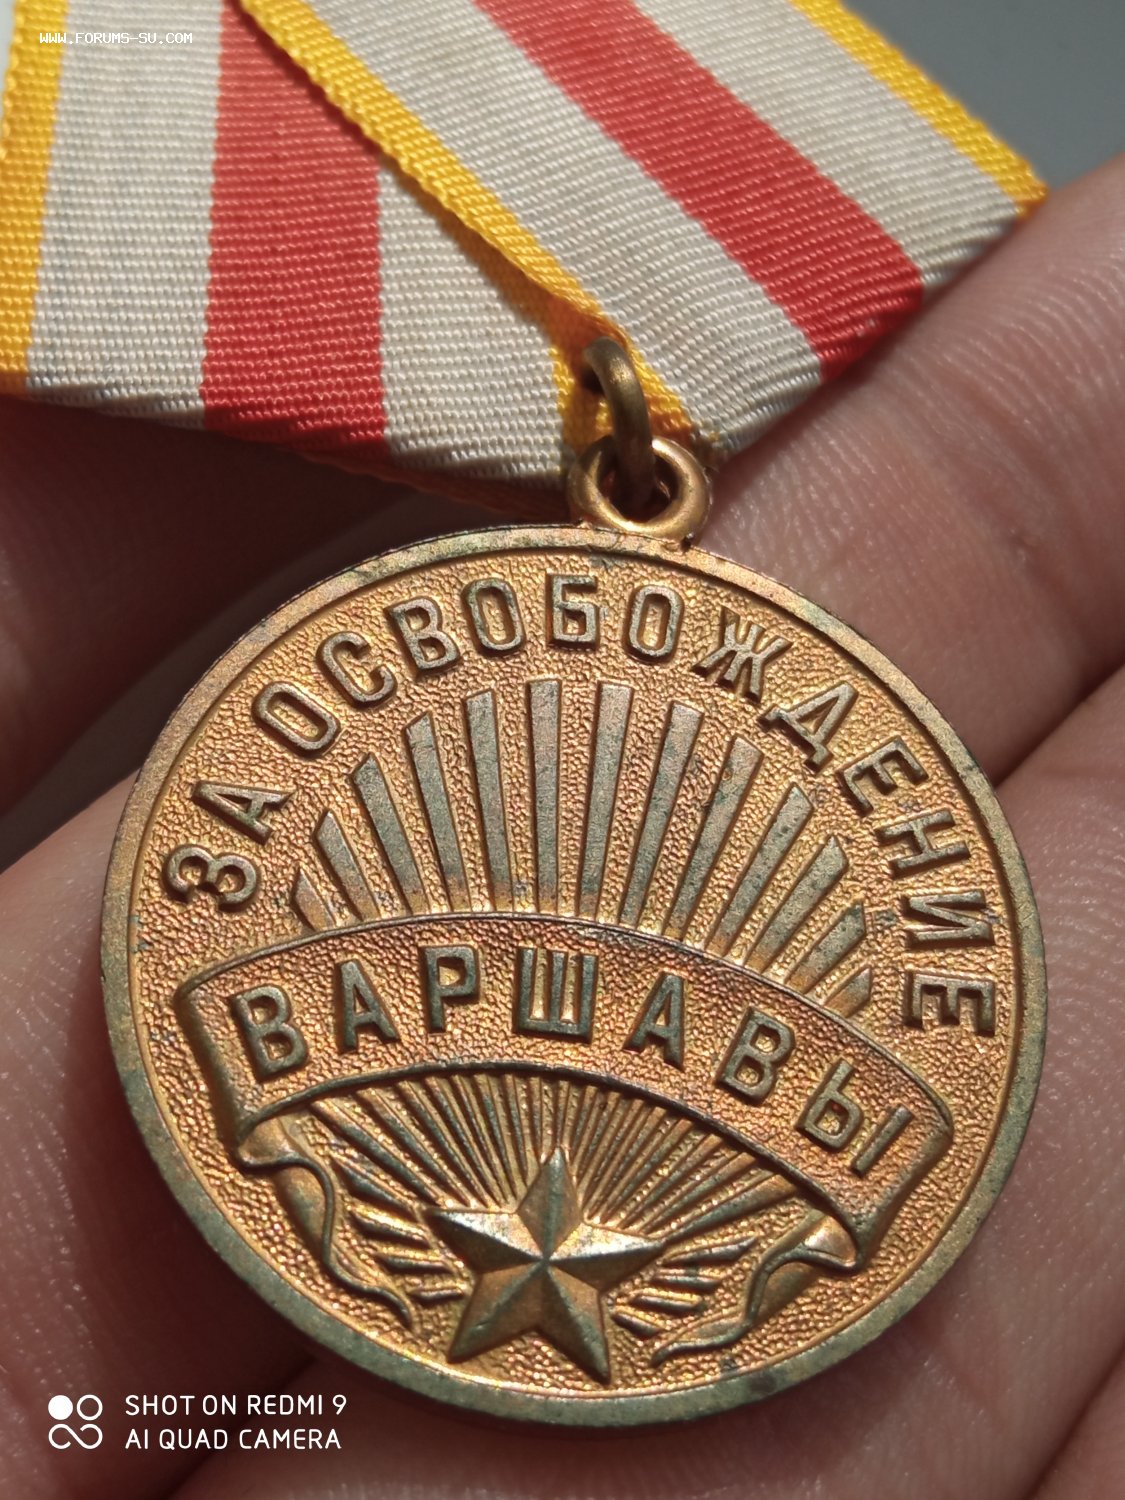 WWW.FORUMS-SU.COM
ЗА ОСВОБОЖДЕНИЕ
ВАРШАВЫ
SHOT ON REDMI 9
AI QUAD CAMERA